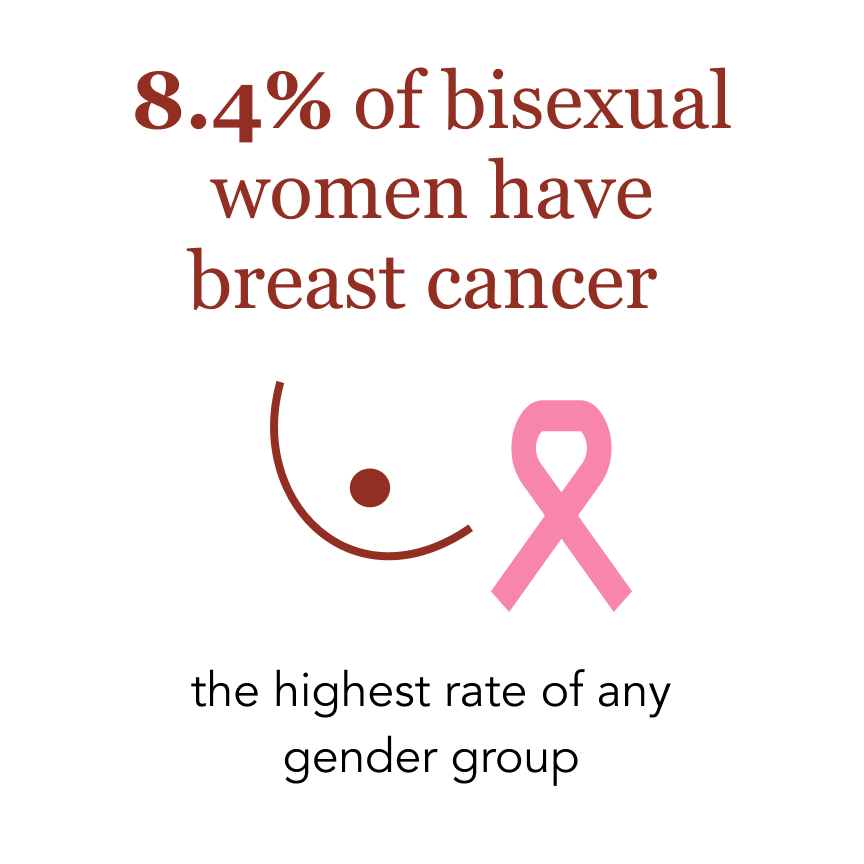 8.4% of bisexual
women have
breast cancer
the highest rate of any
gender group